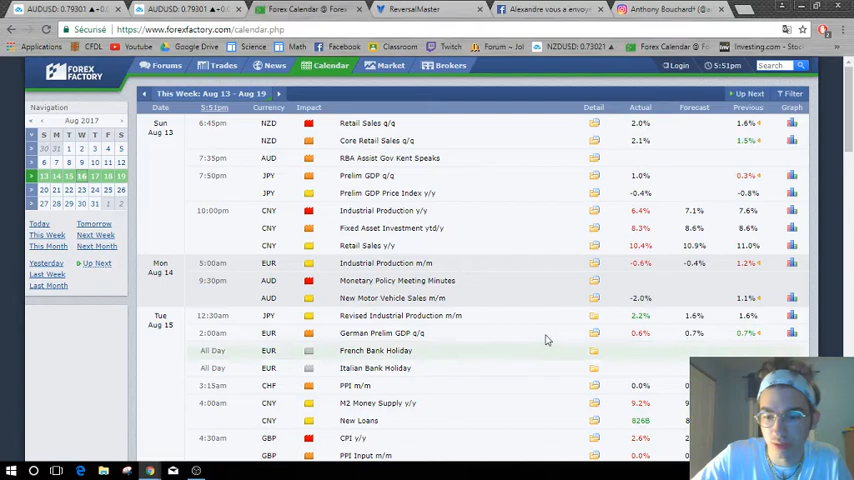 AUDUSD: 0.79301 ▲+0.0
AUDUSD: 0.79301 ▲+0.0
Forex Calendar @ Forex
ReversalMaster
Alexandre vous a envoy
Anthony Bouchard! (@a
Sécurisé
https://www.forexfactory.com/calendar.php
Applications
CFDL
Youtube
Google Drive
Seince
Mantra
Facebook
Classroom
Twitch
Forum ~ Jol
NZDUSD: 0.73021
Forex Calendar @ Fo
Investing.com - Stoc
FOREX FACTORY
Forums
Trades
News
Calendar
Market
Brokers
Login
5:51pm
Search
Navigation
Aug 2017
S M T W T F S
30 31 1 2 3 4 5
6 7 8 9 10 11 12
13 14 15 16 17 18 19
20 21 22 23 24 25 26
27 28 29 30 31 1 2
Today Tomorrow
This Week Next Week
This Month Next Month
Yesterday Up Next
Last Week
Last Month
This Week: Aug 13 - Aug 19
Up Next
Filter
Date 5:51pm Currency Impact Detail Actual Forecast Previous Graph
Sun Aug 13 6:45pm NZD Retail Sales q/q 2.0% 1.6%
NZD Core Retail Sales q/q 2.1% 1.5%
7:35pm AUD RBA Assist Gov Kent Speaks
7:50pm JPY Prelim GDP q/q 1.0% 0.3%
JPY Prelim GDP Price Index y/y -0.4% -0.8%
10:00pm CNY Industrial Production y/y 6.4% 7.1% 7.6%
CNY Fixed Asset Investment ytd/y 8.3% 8.6% 8.6%
CNY Retail Sales y/y 10.4% 10.9% 11.0%
Mon Aug 14 5:00am EUR Industrial Production m/m -0.6% -0.4% 1.2%
9:30pm AUD Monetary Policy Meeting Minutes
AUD New Motor Vehicle Sales m/m -2.0% 1.1%
Tue Aug 15 12:30am JPY Revised Industrial Production m/m 2.2% 1.6% 1.6%
2:00am EUR German Prelim GDP q/q 0.6% 0.7% 0.7%
All Day EUR French Bank Holiday
All Day EUR Italian Bank Holiday
3:15am CHF PPI m/m 0.0%
4:00am CNY M2 Money Supply y/y 9.2%
CNY New Loans 826B
4:30am GBP CPI y/y 2.6%
GBP PPI Input m/m 0.0%